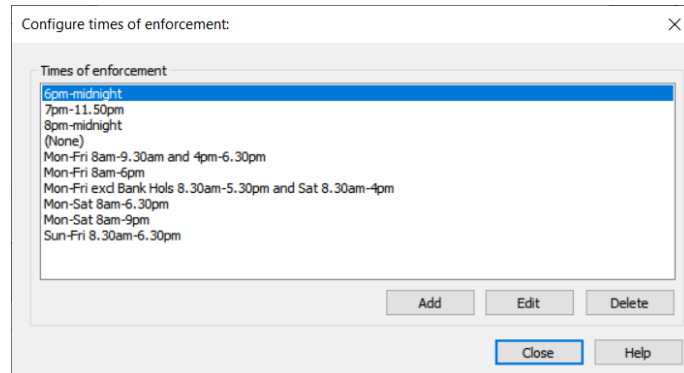 Configure times of enforcement:
Times of enforcement
6pm-midnight
7pm-11.50pm
8pm-midnight
(None)
Mon-Fri 8am-9.30am and 4pm-6.30pm
Mon-Fri 8am-6pm
Mon-Fri excl Bank Hols 8.30am-5.30pm and Sat 8.30am-4pm
Mon-Sat 8am-6.30pm
Mon-Sat 8am-9pm
Sun-Fri 8.30am-6.30pm
Add Edit Delete
Close Help